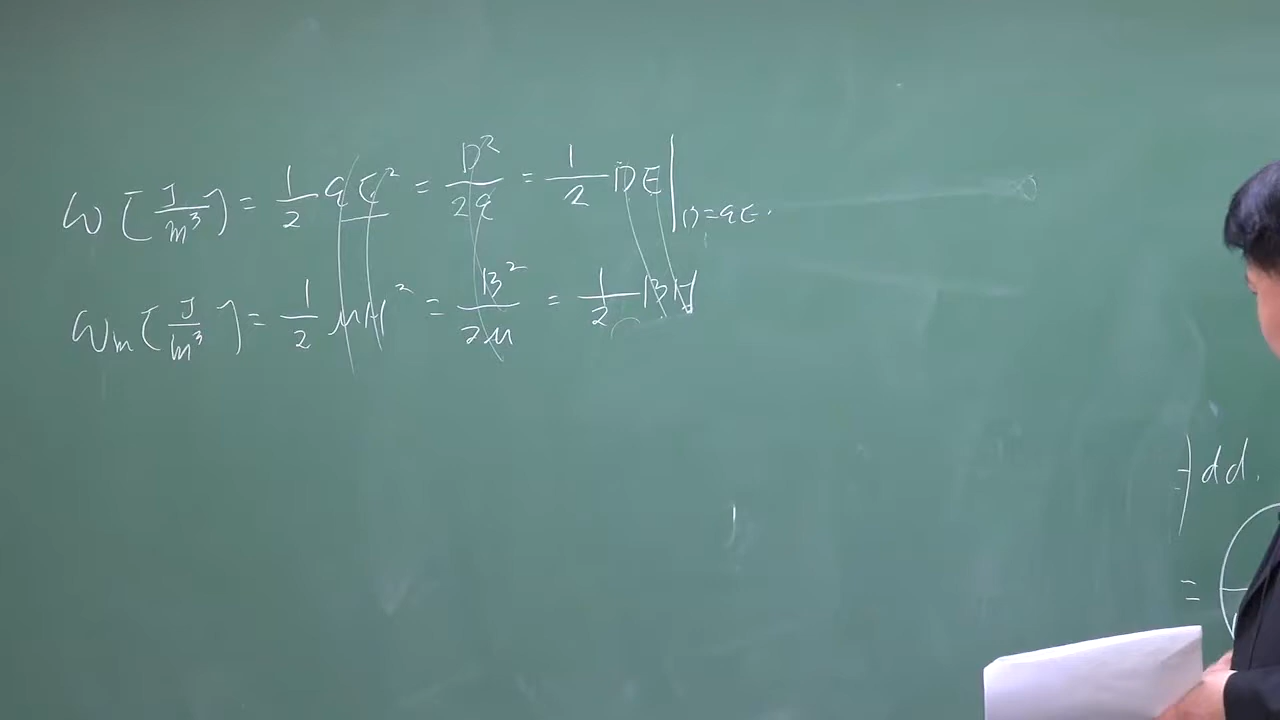 W [J/m³] = 1/2 εE² = D²/2ε = 1/2 DE | D=εE.
Wm [J/m³] = 1/2 μH² = B²/2μ = 1/2 BH
dd.
=